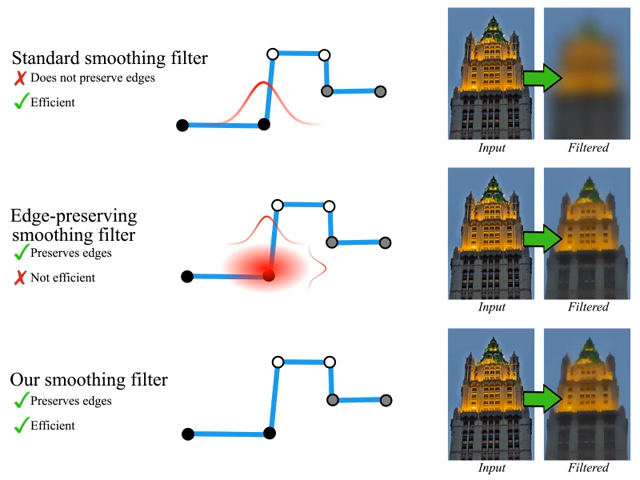 Standard smoothing filter
✗ Does not preserve edges
✓ Efficient
Input
Filtered
Edge-preserving
smoothing filter
✓ Preserves edges
✗ Not efficient
Input
Filtered
Our smoothing filter
✓ Preserves edges
✓ Efficient
Input
Filtered